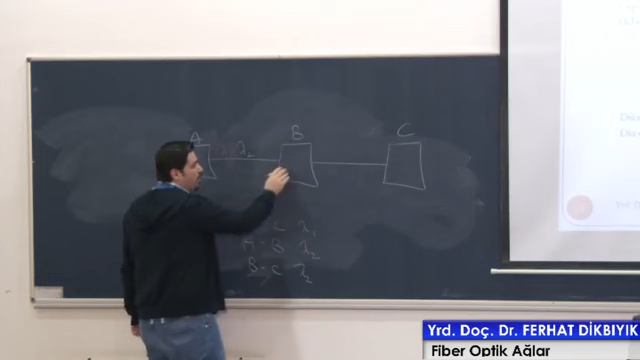 A B C
λ₂
C λ₁
A - B λ₂
B - C λ₂
Yrd. Doç. Dr. FERHAT DİKBIYIK
Fiber Optik Ağlar